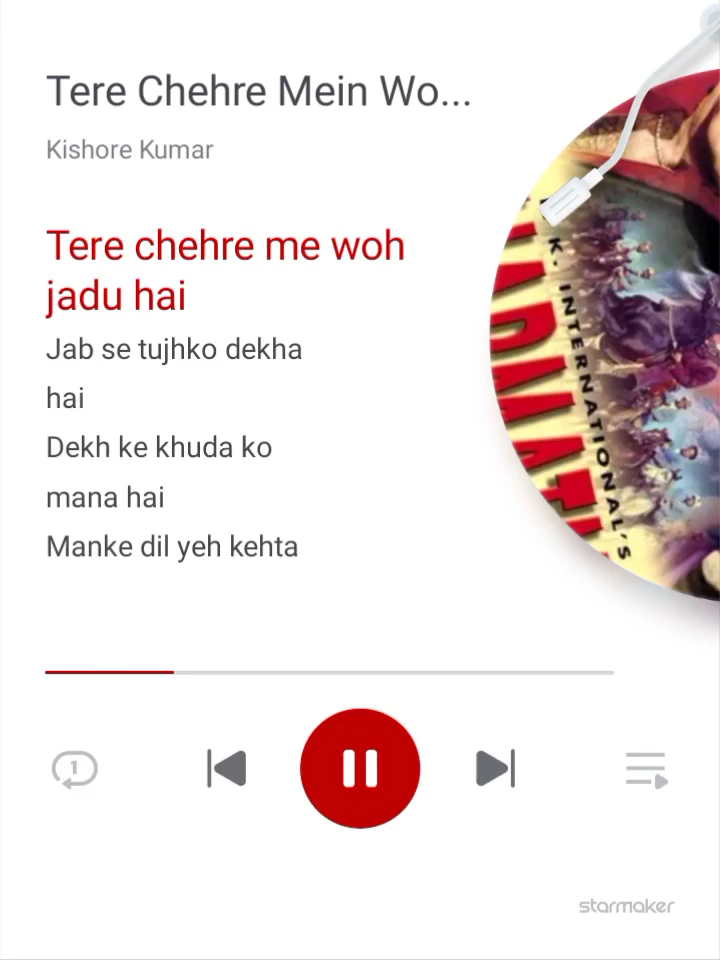 Tere Chehre Mein Wo...
Kishore Kumar
Tere chehre me woh
jadu hai
Jab se tujhko dekha
hai
Dekh ke khuda ko
mana hai
Manke dil yeh kehta
K. INTERNATIONAL'S
1
starmaker